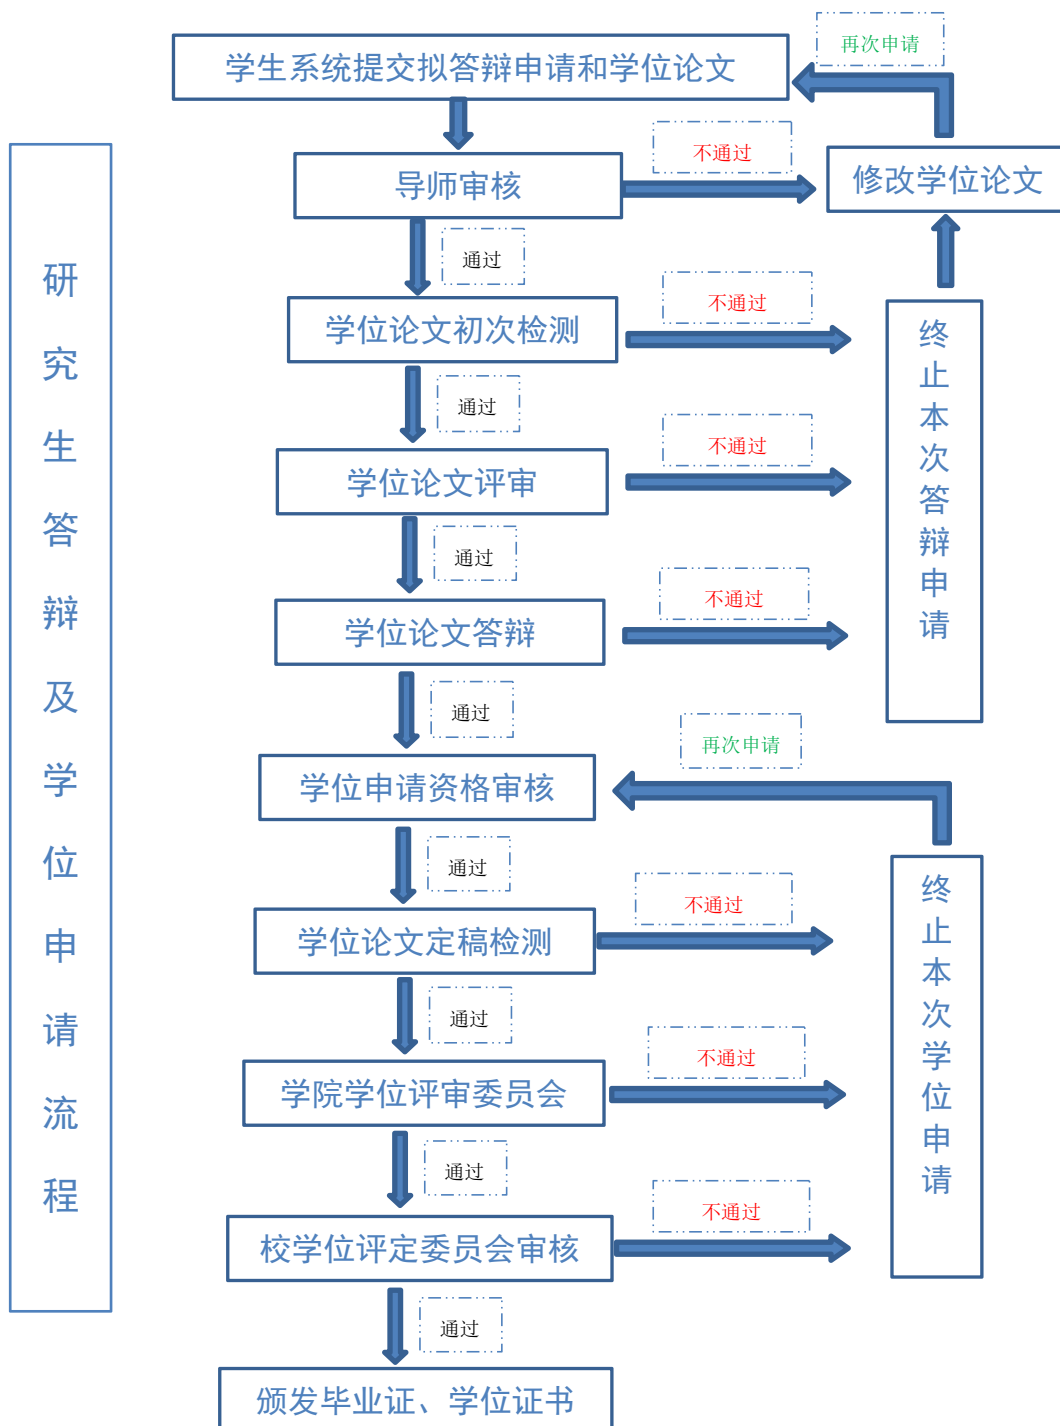 研究生答辩及学位申请流程
再次申请
学生系统提交拟答辩申请和学位论文
不通过
导师审核
修改学位论文
通过
不通过
学位论文初次检测
终止本次答辩申请
通过
不通过
学位论文评审
通过
不通过
学位论文答辩
通过
再次申请
学位申请资格审核
通过
终止本次学位申请
不通过
学位论文定稿检测
通过
不通过
学院学位评审委员会
通过
不通过
校学位评定委员会审核
通过
颁发毕业证、学位证书